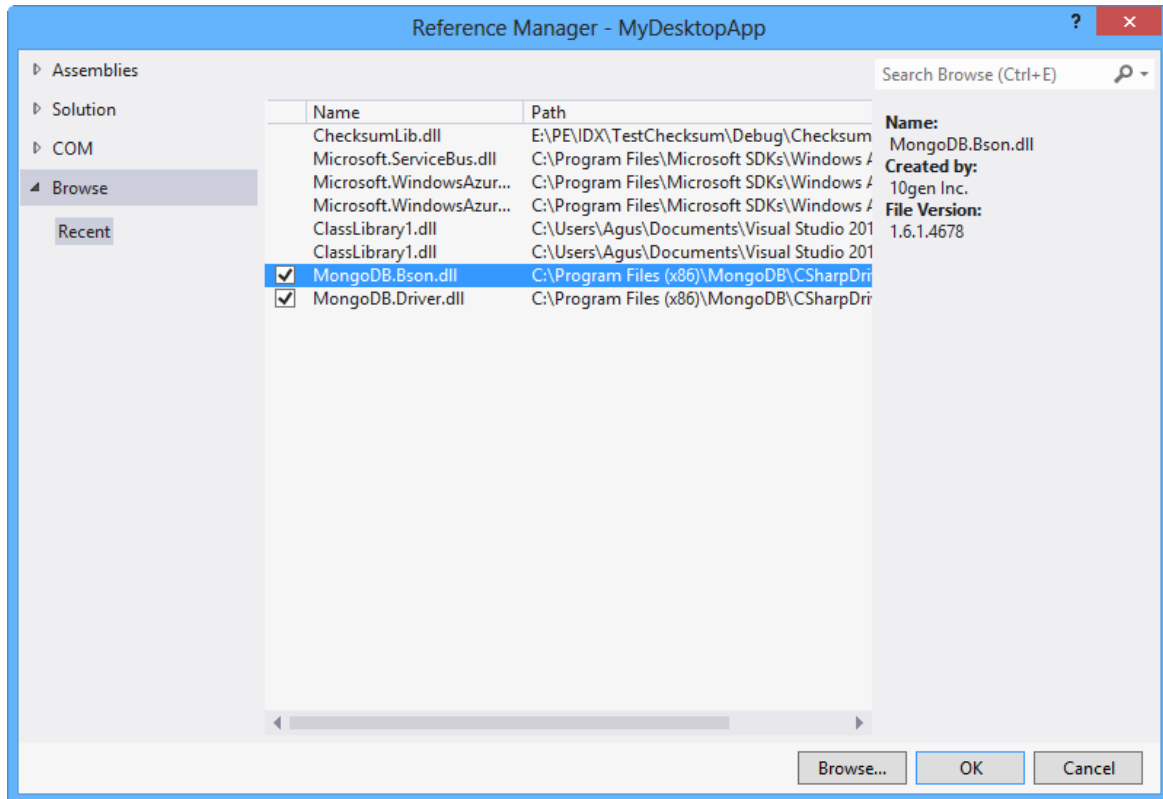 Reference Manager - MyDesktopApp
?
Assemblies
Solution
COM
Browse
Recent
Name Path
ChecksumLib.dll E:\PE\IDX\TestChecksum\Debug\Checksum
Microsoft.ServiceBus.dll C:\Program Files\Microsoft SDKs\Windows A
Microsoft.WindowsAzur... C:\Program Files\Microsoft SDKs\Windows A
Microsoft.WindowsAzur... C:\Program Files\Microsoft SDKs\Windows A
ClassLibrary1.dll C:\Users\Agus\Documents\Visual Studio 201
ClassLibrary1.dll C:\Users\Agus\Documents\Visual Studio 201
MongoDB.Bson.dll C:\Program Files (x86)\MongoDB\CSharpDri
MongoDB.Driver.dll C:\Program Files (x86)\MongoDB\CSharpDri
Search Browse (Ctrl+E)
Name:
MongoDB.Bson.dll
Created by:
10gen Inc.
File Version:
1.6.1.4678
Browse... OK Cancel